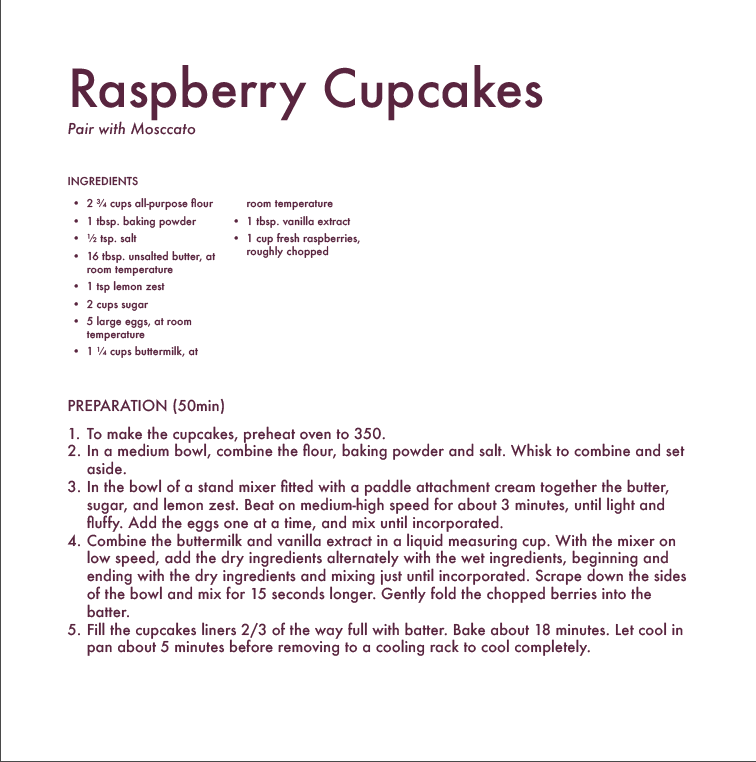 Raspberry Cupcakes
Pair with Mosccato
INGREDIENTS
• 2 ¾ cups all-purpose flour
• 1 tbsp. baking powder
• ½ tsp. salt
• 16 tbsp. unsalted butter, at
room temperature
• 1 tsp lemon zest
• 2 cups sugar
• 5 large eggs, at room
temperature
• 1 ¼ cups buttermilk, at
room temperature
• 1 tbsp. vanilla extract
• 1 cup fresh raspberries,
roughly chopped
PREPARATION (50min)
1. To make the cupcakes, preheat oven to 350.
2. In a medium bowl, combine the flour, baking powder and salt. Whisk to combine and set
aside.
3. In the bowl of a stand mixer fitted with a paddle attachment cream together the butter,
sugar, and lemon zest. Beat on medium-high speed for about 3 minutes, until light and
fluffy. Add the eggs one at a time, and mix until incorporated.
4. Combine the buttermilk and vanilla extract in a liquid measuring cup. With the mixer on
low speed, add the dry ingredients alternately with the wet ingredients, beginning and
ending with the dry ingredients and mixing just until incorporated. Scrape down the sides
of the bowl and mix for 15 seconds longer. Gently fold the chopped berries into the
batter.
5. Fill the cupcakes liners 2/3 of the way full with batter. Bake about 18 minutes. Let cool in
pan about 5 minutes before removing to a cooling rack to cool completely.